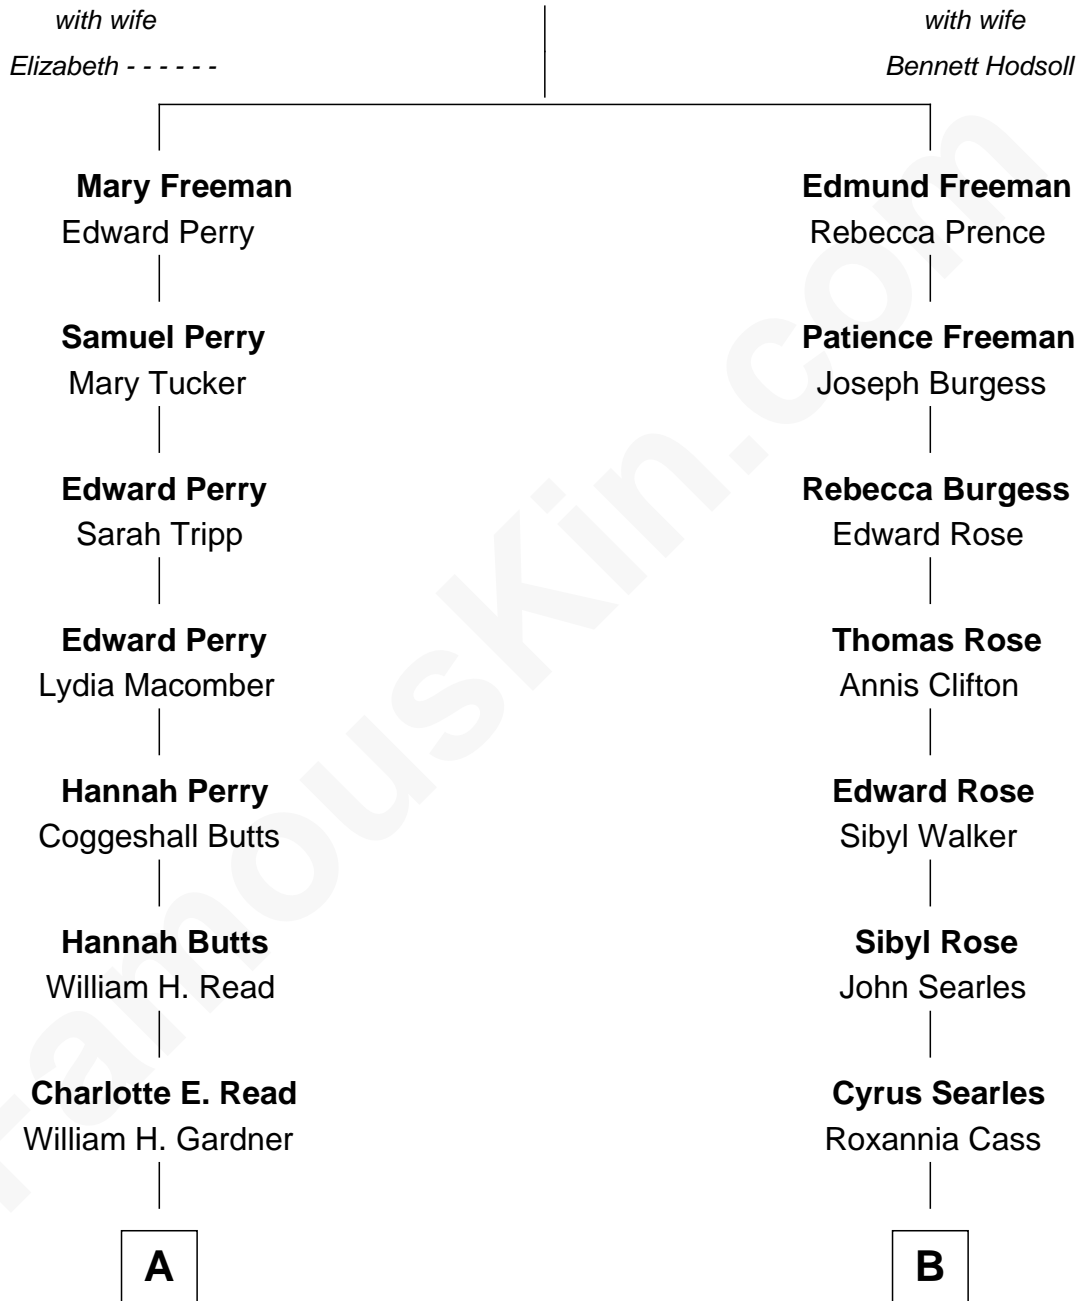 with wife
Elizabeth - - - - - -
with wife
Bennett Hodsoll
Mary Freeman
Edward Perry
Edmund Freeman
Rebecca Prence
Samuel Perry
Mary Tucker
Patience Freeman
Joseph Burgess
Edward Perry
Sarah Tripp
Rebecca Burgess
Edward Rose
Edward Perry
Lydia Macomber
Thomas Rose
Annis Clifton
Hannah Perry
Coggeshall Butts
Edward Rose
Sibyl Walker
Hannah Butts
William H. Read
Sibyl Rose
John Searles
Charlotte E. Read
William H. Gardner
Cyrus Searles
Roxannia Cass
A
B
FamousKin.com